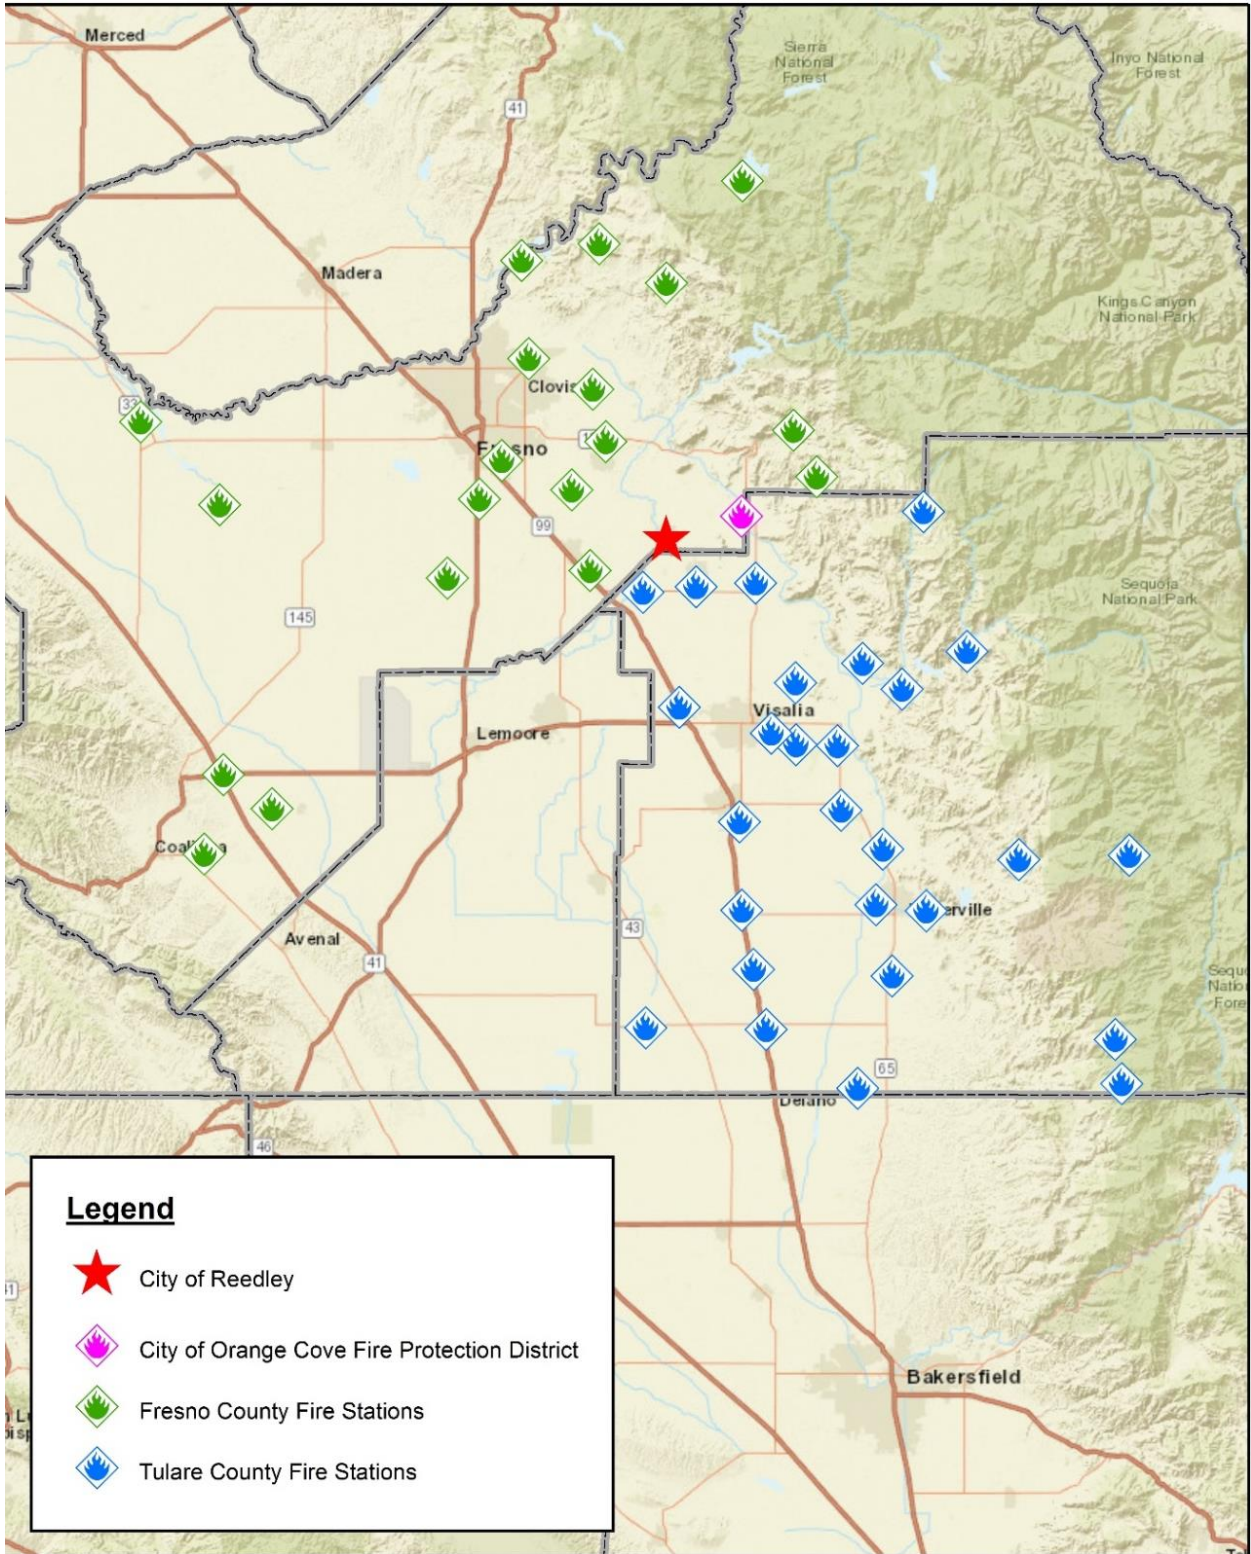 Merced
Sierra
National
Forest
Inyo National
Forest
41
Madera
Kings Canyon
National Park
Clovis
33
Fresno
99
Sequoia
National Park
145
Visalia
Lemoore
Avenal
43
erville
41
65
Delano
46
Legend
City of Reedley
City of Orange Cove Fire Protection District
Fresno County Fire Stations
Tulare County Fire Stations
Bakersfield